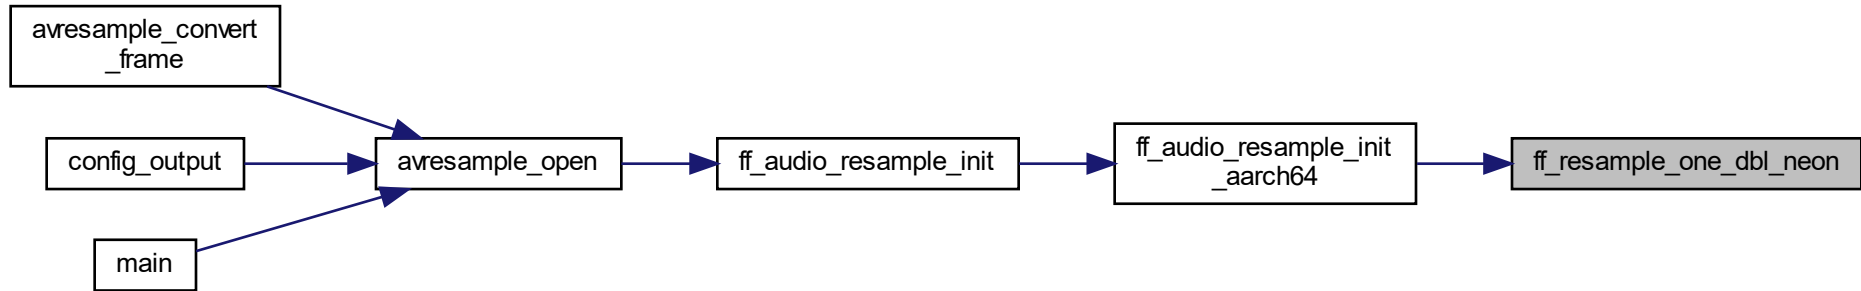 avresample_convert
_frame
config_output
main
avresample_open
ff_audio_resample_init
ff_audio_resample_init
_aarch64
ff_resample_one_dbl_neon